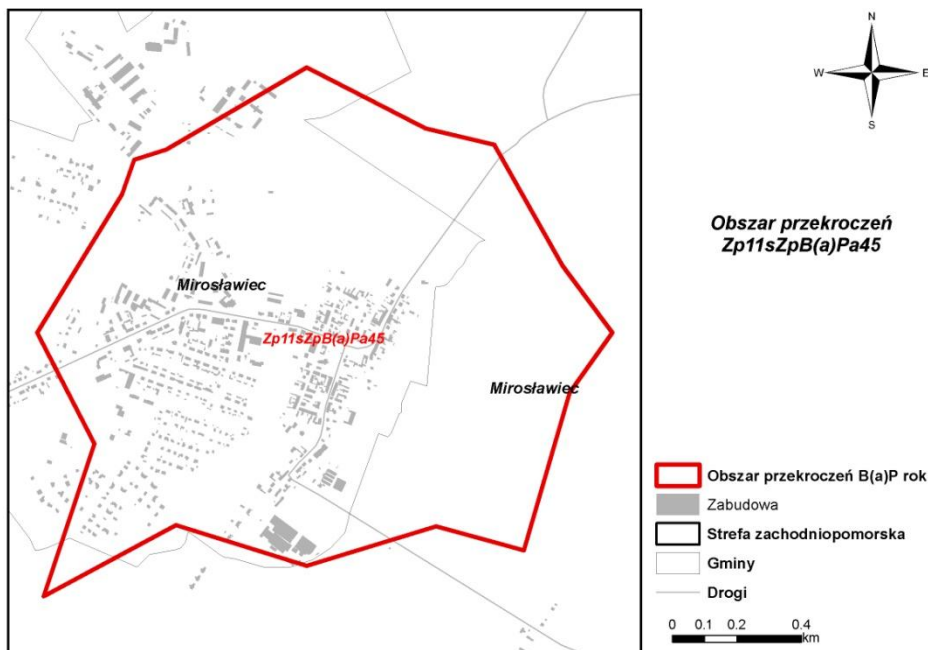 N
W E
S
Obszar przekroczeń
Zp11sZpB(a)Pa45
Mirosławiec
Zp11sZpB(a)Pa45
Mirosławiec
Obszar przekroczeń B(a)P rok
Zabudowa
Strefa zachodniopomorska
Gminy
Drogi
0 0.1 0.2 0.4
km